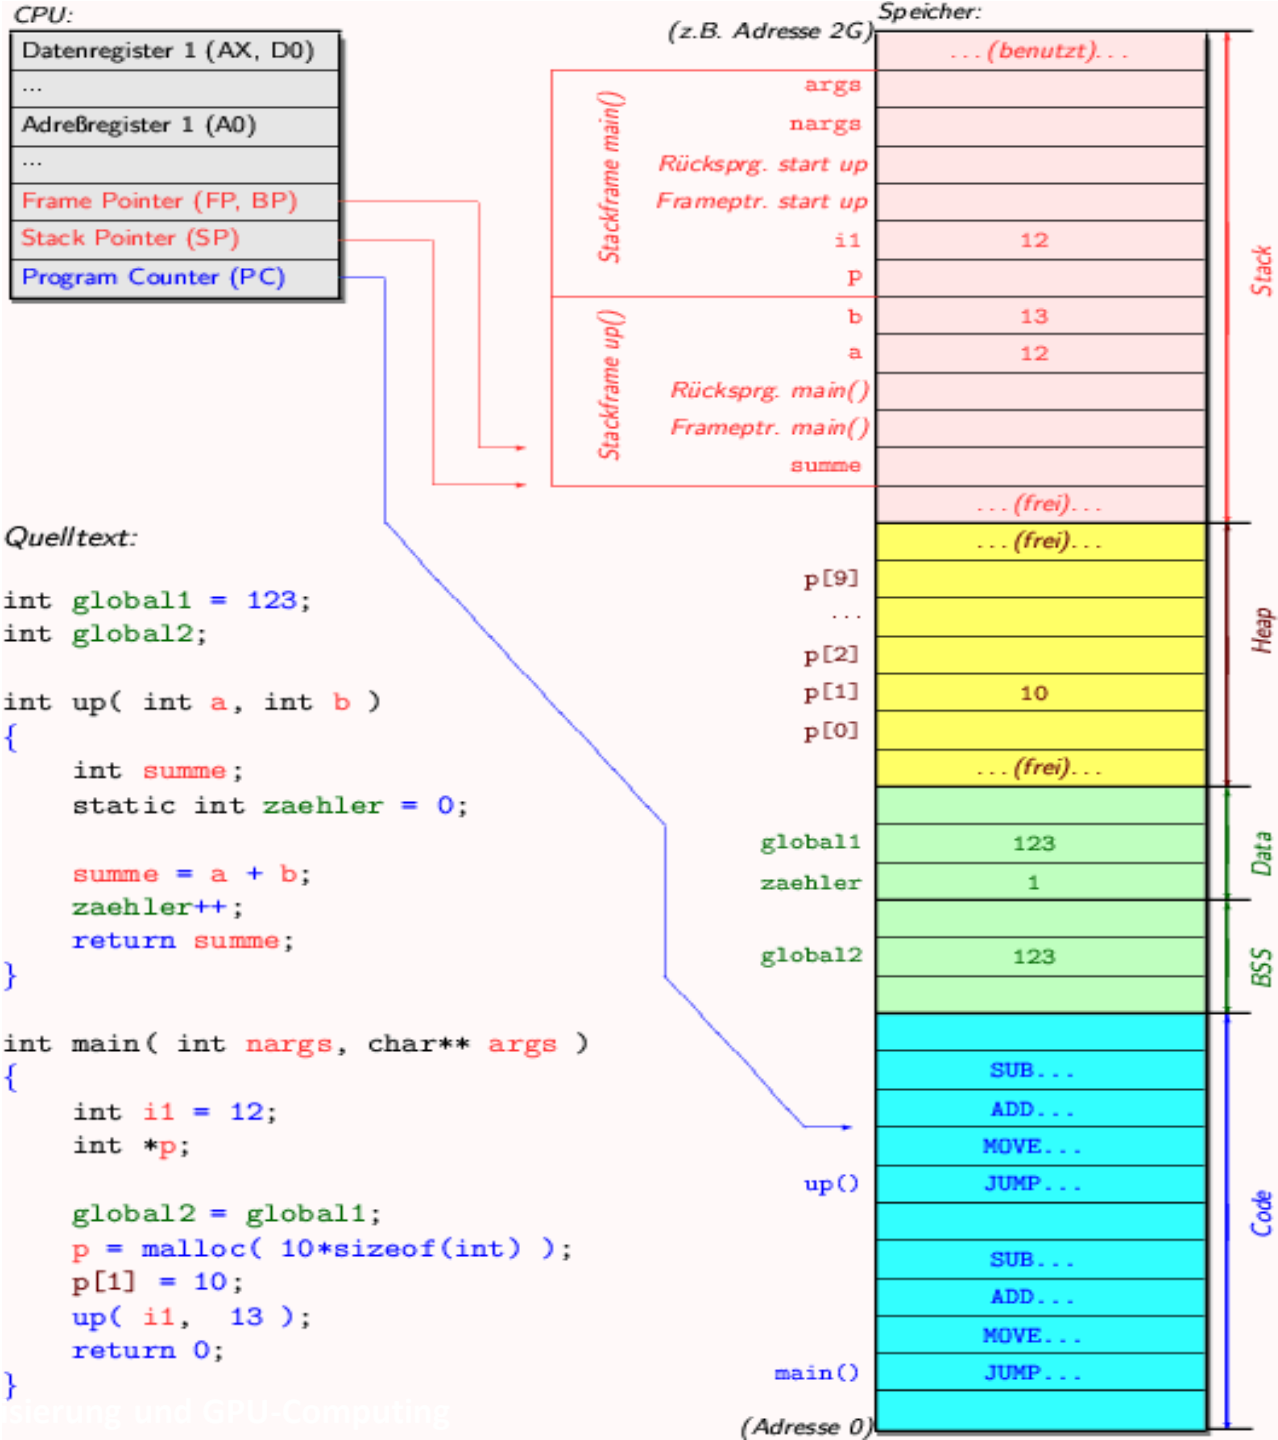 CPU:
Datenregister 1 (AX, D0)
...
Adreßregister 1 (A0)
...
Frame Pointer (FP, BP)
Stack Pointer (SP)
Program Counter (PC)
Quelltext:
int global1 = 123;
int global2;
int up( int a, int b )
{
int summe;
static int zaehler = 0;
summe = a + b;
zaehler++;
return summe;
}
int main( int nargs, char** args )
{
int i1 = 12;
int *p;
global2 = global1;
p = malloc( 10*sizeof(int) );
p[1] = 10;
up( i1, 13 );
return 0;
}
sierung und GPU-Computing
Speicher:
(z.B. Adresse 2G)
...(benutzt)...
Stackframe main()
args
nargs
Rücksprg. start up
Frameptr. start up
i1 12
p
Stackframe up()
b 13
a 12
Rücksprg. main()
Frameptr. main()
summe
...(frei)...
Stack
...(frei)...
p[9]
...
p[2]
p[1] 10
p[0]
...(frei)...
Heap
global1 123
zaehler 1
Data
global2 123
BSS
SUB...
ADD...
MOVE...
up() JUMP...
SUB...
ADD...
MOVE...
main() JUMP...
Code
(Adresse 0)